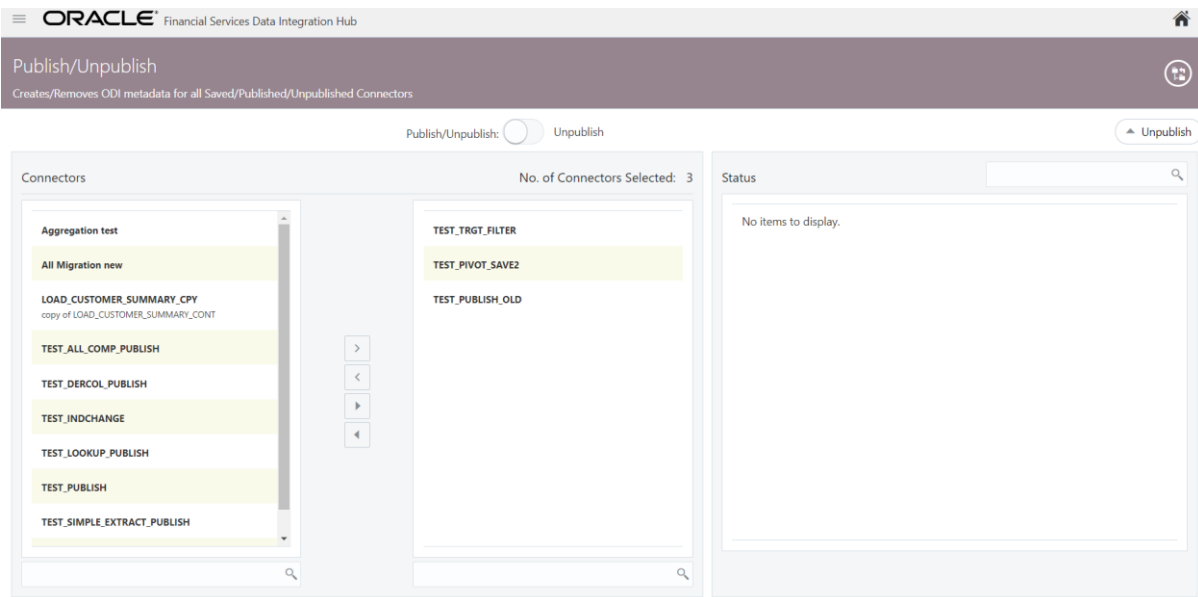 ORACLE® Financial Services Data Integration Hub
Publish/Unpublish
Creates/Removes ODI metadata for all Saved/Published/Unpublished Connectors
Publish/Unpublish: Unpublish
Unpublish
Connectors
No. of Connectors Selected: 3
Aggregation test
All Migration new
LOAD_CUSTOMER_SUMMARY_CPY
copy of LOAD_CUSTOMER_SUMMARY_CONT
TEST_ALL_COMP_PUBLISH
TEST_DERCOL_PUBLISH
TEST_INDCHANGE
TEST_LOOKUP_PUBLISH
TEST_PUBLISH
TEST_SIMPLE_EXTRACT_PUBLISH
TEST_TRGT_FILTER
TEST_PIVOT_SAVE2
TEST_PUBLISH_OLD
Status
No items to display.